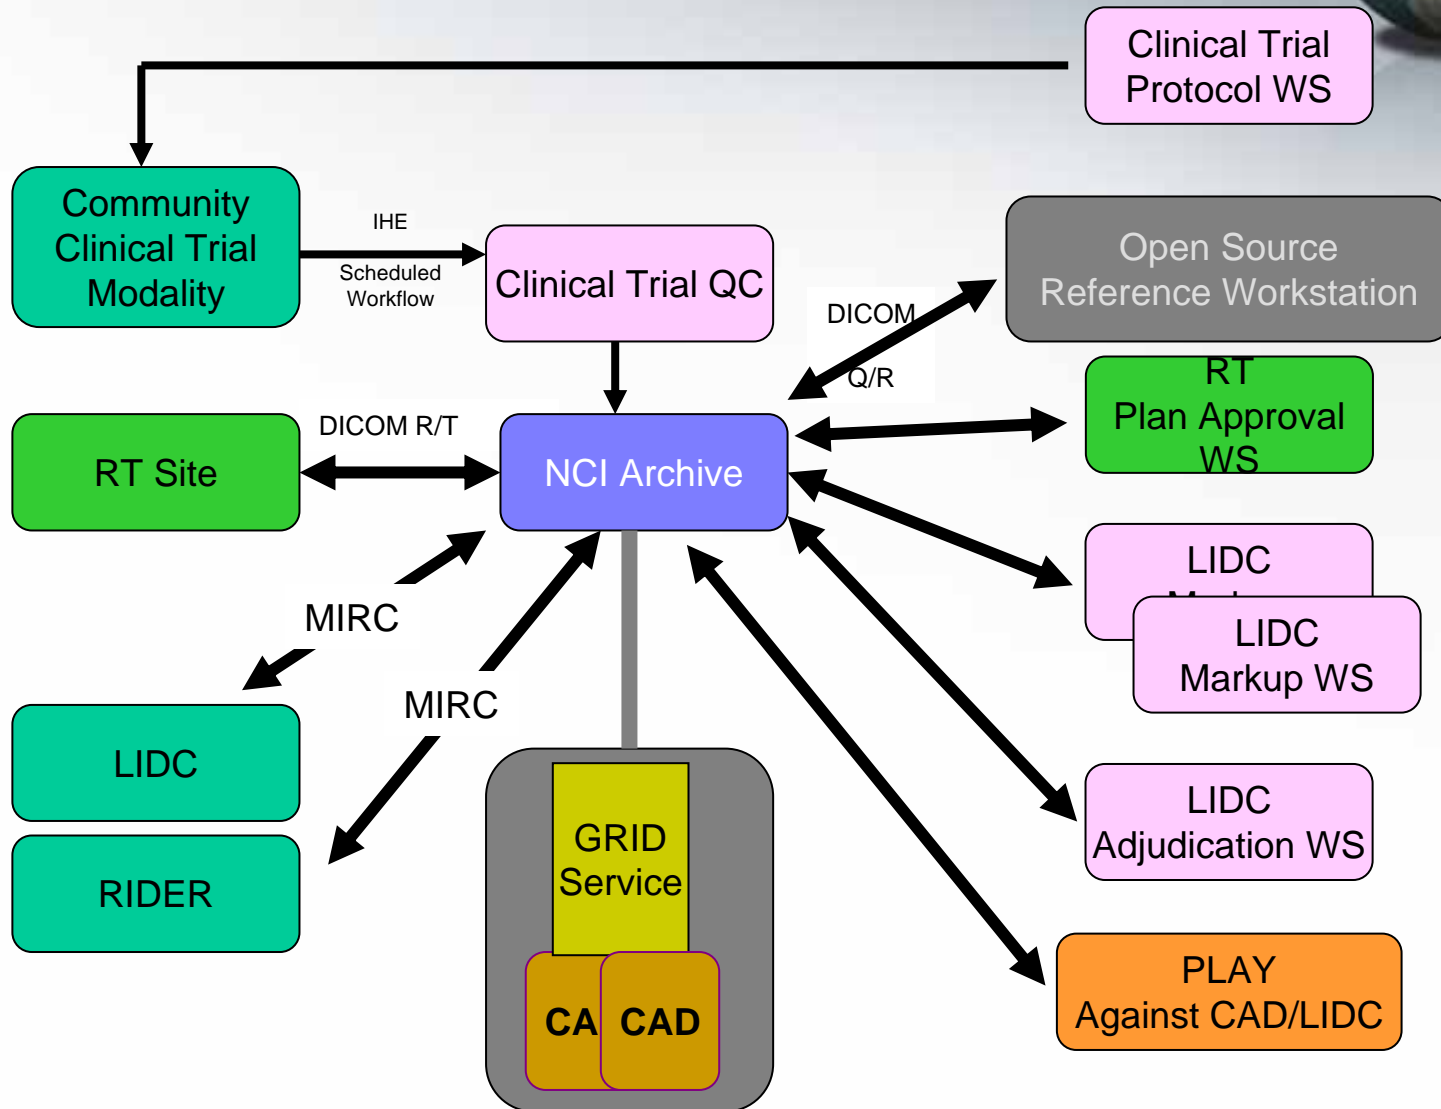 Clinical Trial
Protocol WS
Community
Clinical Trial
Modality
IHE
Scheduled
Workflow
Clinical Trial QC
Open Source
Reference Workstation
DICOM
Q/R
RT
Plan Approval
WS
RT Site
DICOM R/T
NCI Archive
LIDC
LIDC
Markup WS
MIRC
MIRC
LIDC
RIDER
GRID
Service
CA
CAD
LIDC
Adjudication WS
PLAY
Against CAD/LIDC